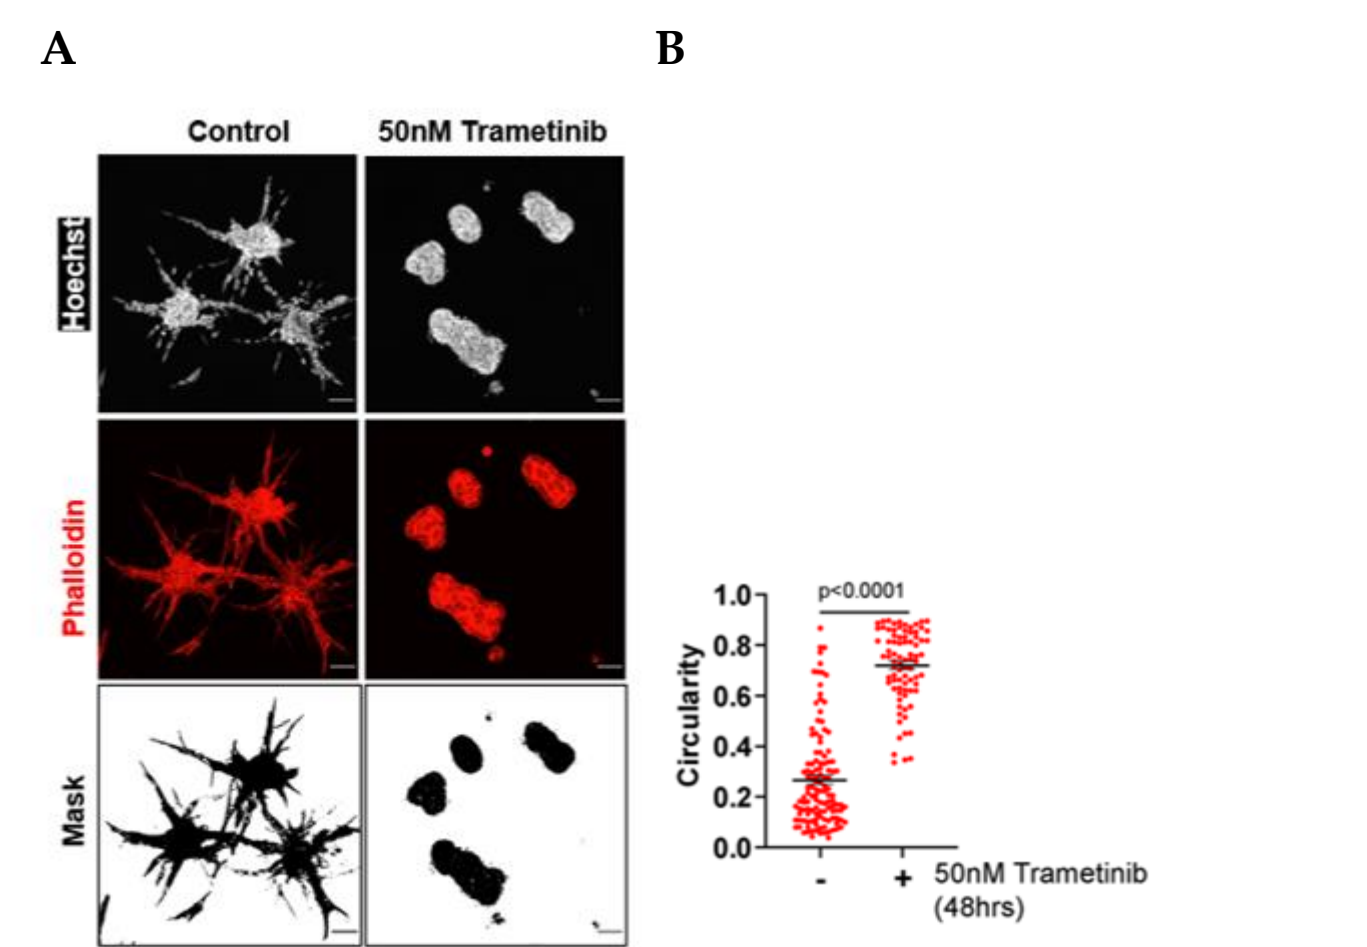 A
B
Control
50nM Trametinib
Hoechst
Phalloidin
Mask
p<0.0001
Circularity
1.0
0.8
0.6
0.4
0.2
0.0
-
+
50nM Trametinib
(48hrs)